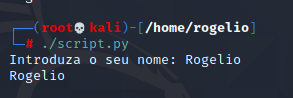 (root💀kali)-[/home/rogelio]
# ./script.py
Introduza o seu nome: Rogelio
Rogelio